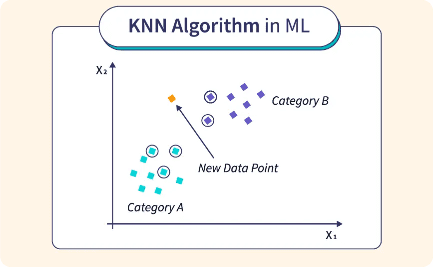 KNN Algorithm in ML
X₂
Category B
New Data Point
Category A
X₁